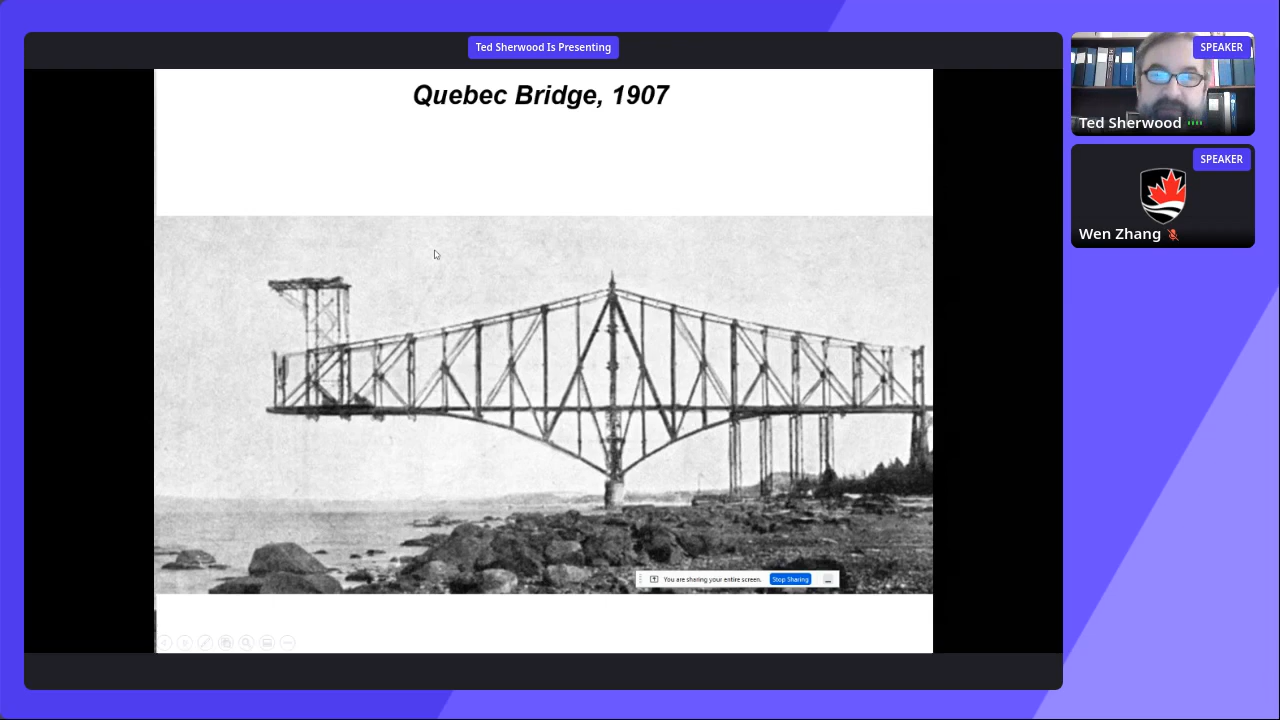 Ted Sherwood Is Presenting
Quebec Bridge, 1907
You are sharing your entire screen.
Stop Sharing
SPEAKER
Ted Sherwood
SPEAKER
Wen Zhang